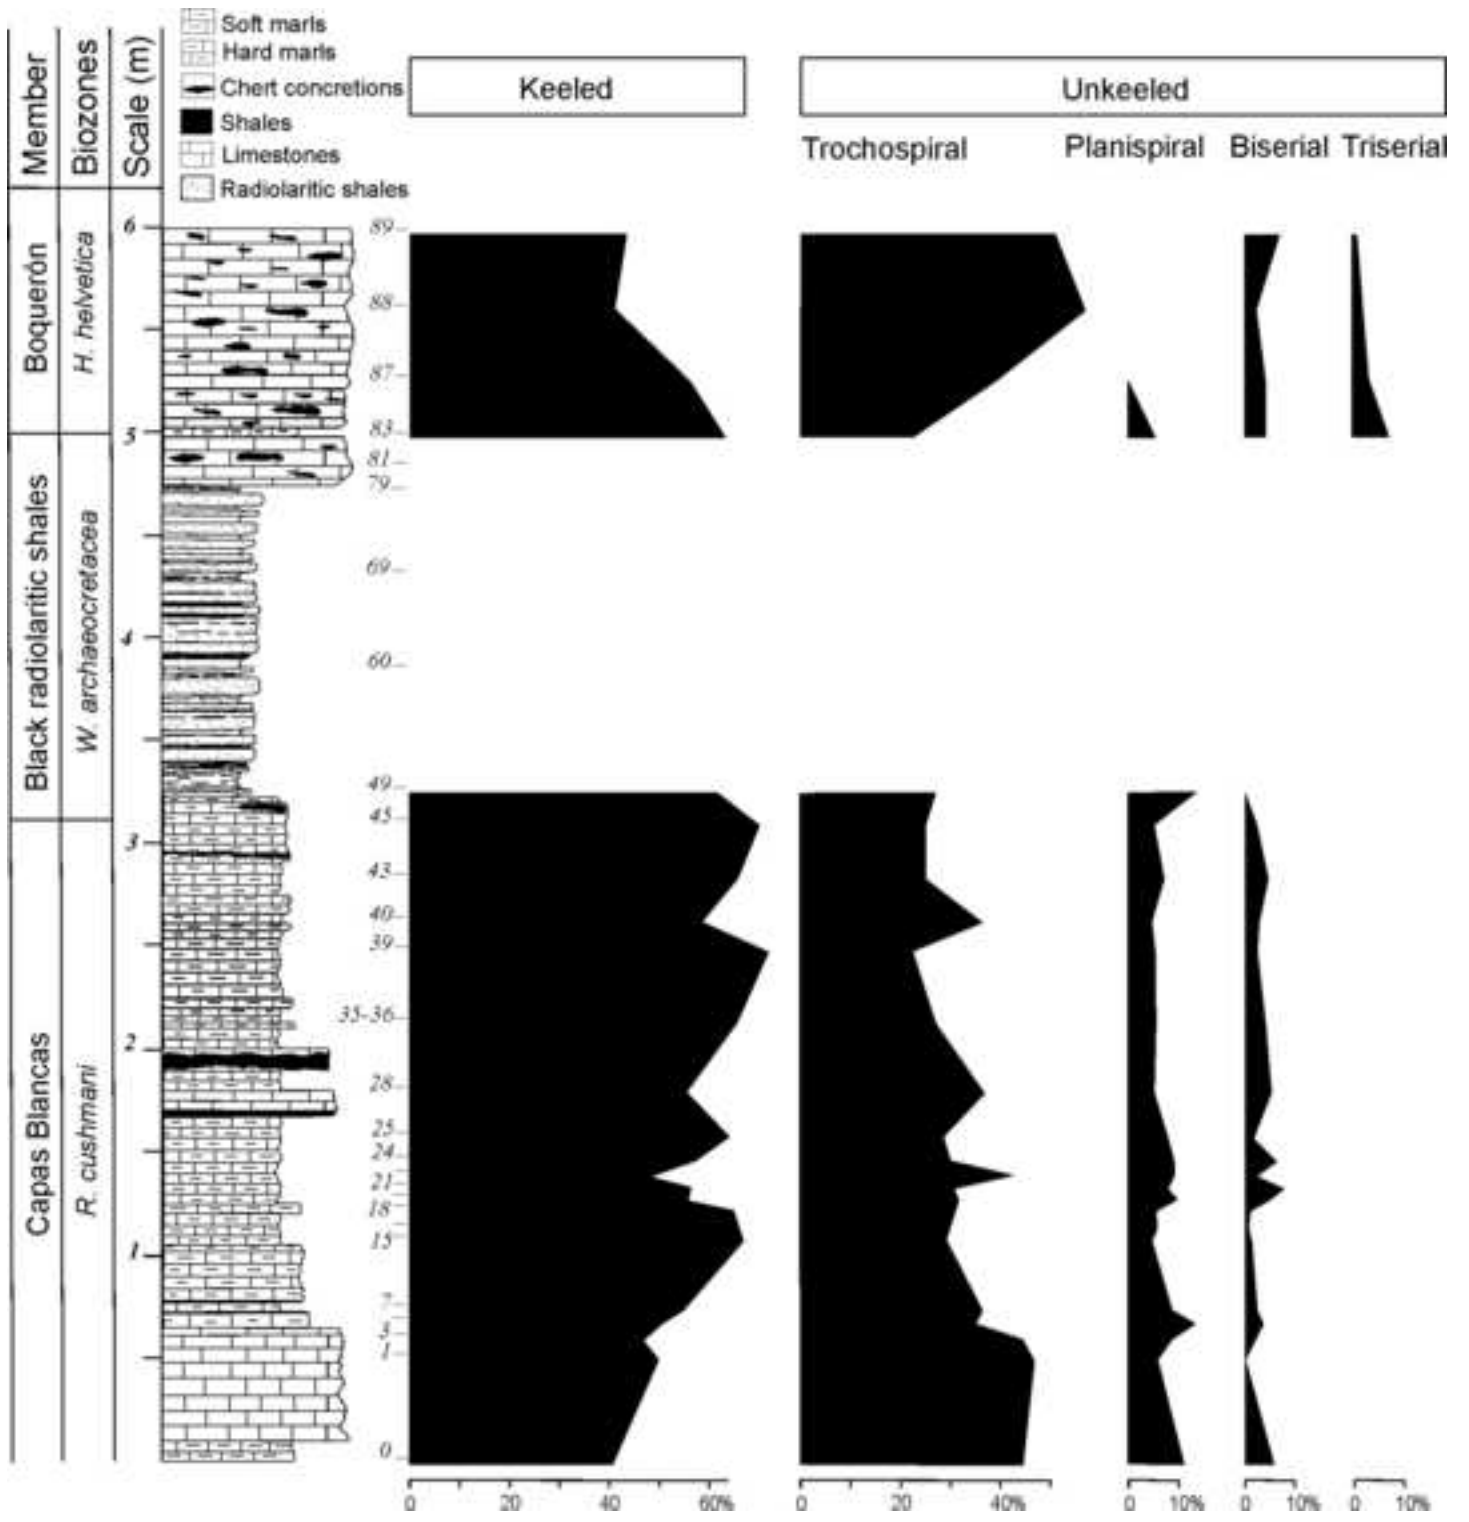 Member
Biozones
Scale (m)
Soft marls
Hard marls
Chert concretions
Shales
Limestones
Radiolaritic shales
Keeled
Unkeeled
Trochospiral
Planispiral
Biserial
Triserial
Boquerón
H. helvetica
Black radiolaritic shales
W. archaeocretacea
Capas Blancas
R. cushmani
6
5
4
3
2
1
89
88
87
83
81
79
69
60
49
45
43
40
39
35-36
28
25
24
21
18
15
7
3
1
0
0 20 40 60%
0 20 40%
0 10%
0 10%
0 10%